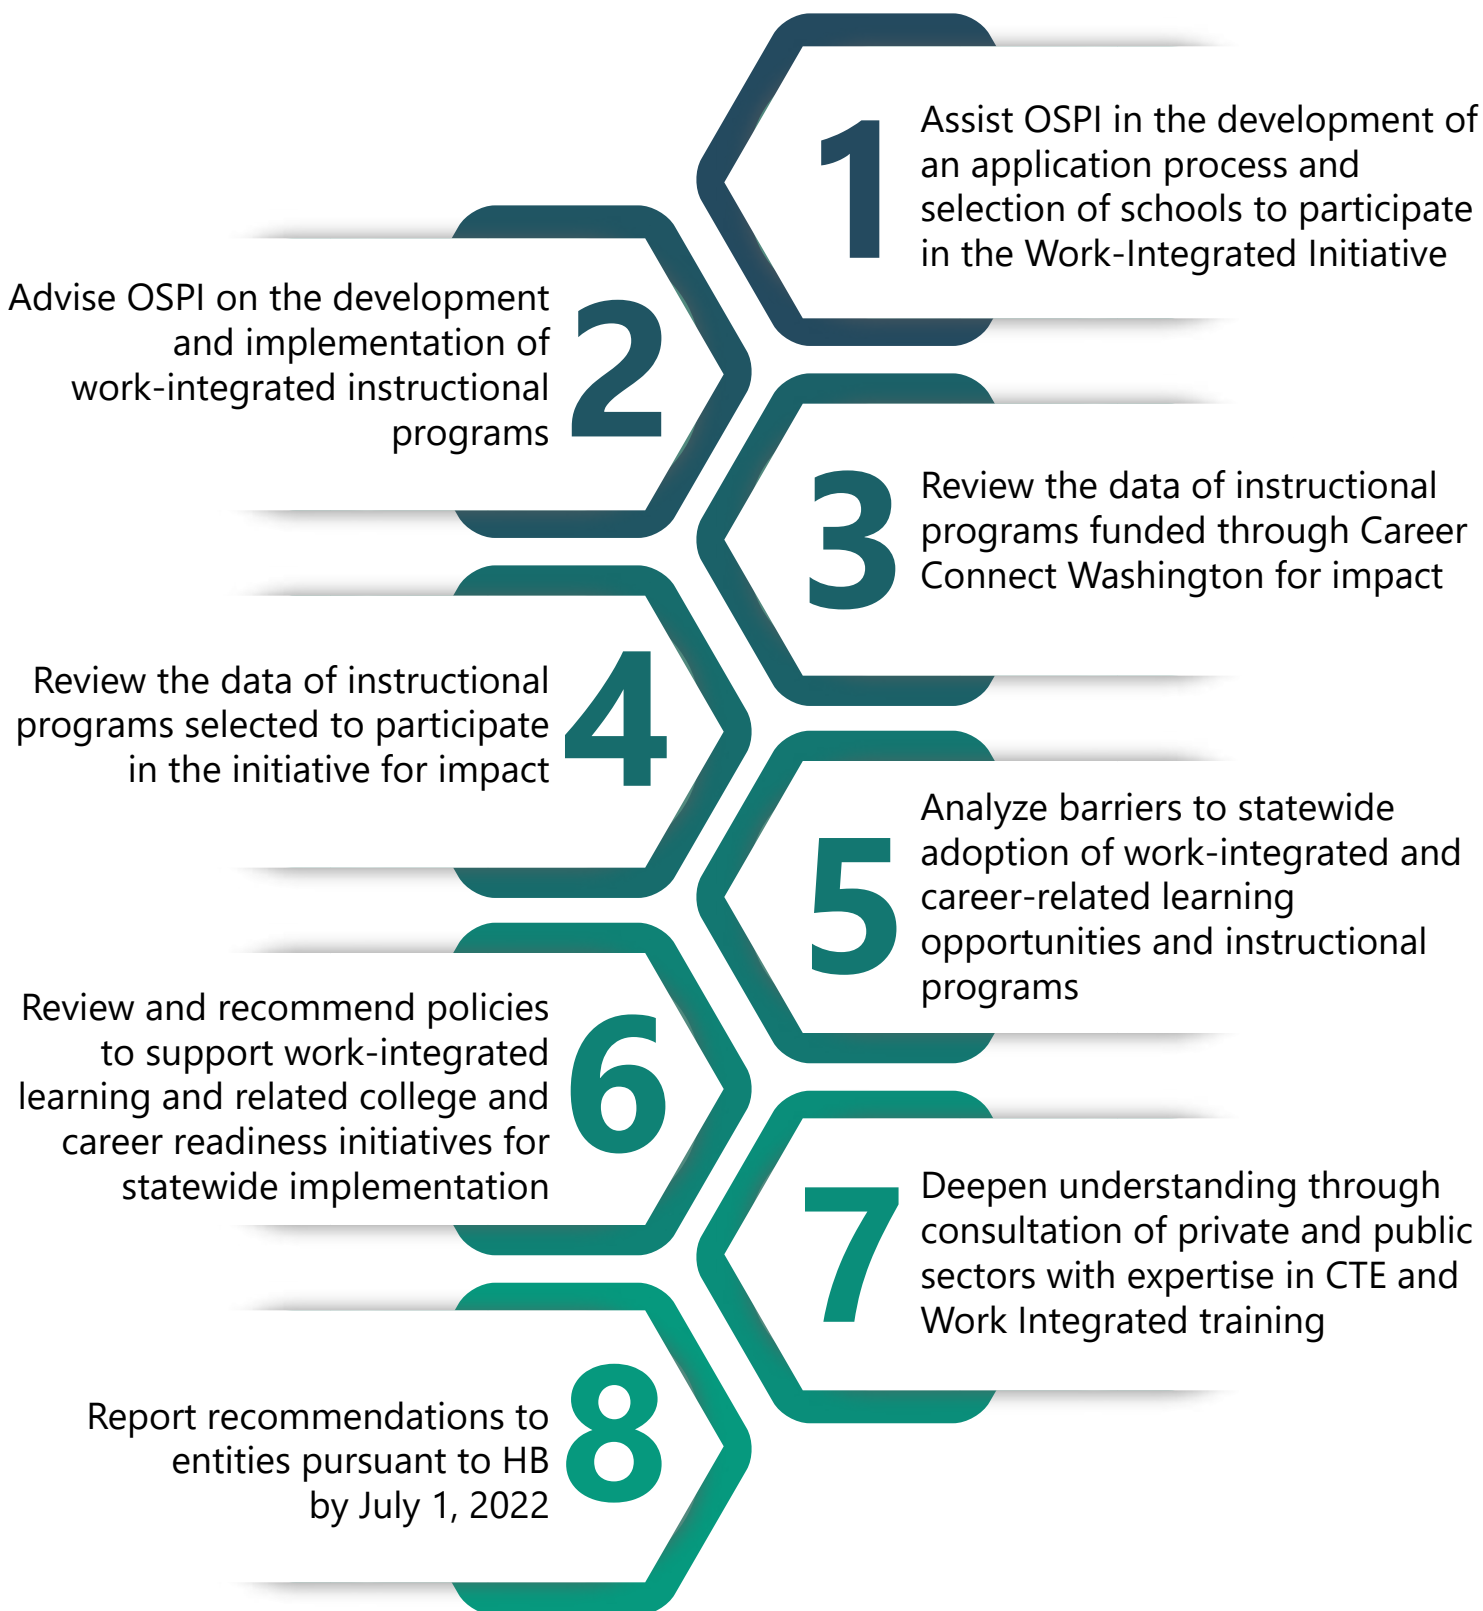 1
Assist OSPI in the development of
an application process and
selection of schools to participate
in the Work-Integrated Initiative
2
Advise OSPI on the development
and implementation of
work-integrated instructional
programs
3
Review the data of instructional
programs funded through Career
Connect Washington for impact
4
Review the data of instructional
programs selected to participate
in the initiative for impact
5
Analyze barriers to statewide
adoption of work-integrated and
career-related learning
opportunities and instructional
programs
6
Review and recommend policies
to support work-integrated
learning and related college and
career readiness initiatives for
statewide implementation
7
Deepen understanding through
consultation of private and public
sectors with expertise in CTE and
Work Integrated training
8
Report recommendations to
entities pursuant to HB
by July 1, 2022